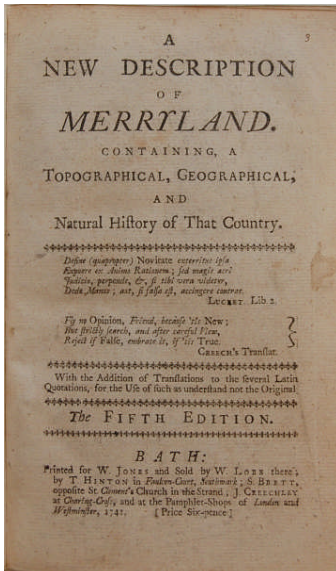 3
A
NEW DESCRIPTION
OF
MERRYLAND.
CONTAINING, A
TOPOGRAPHICAL, GEOGRAPHICAL,
AND
Natural Hiſtory of That Country.
Deſine (quapropter) Novitate exterritus ipſa
Expuere ex Animo Rationem; ſed magis acri
Judicio, perpende, &, ſi tibi vera videtur,
Dede Manus; aut, ſi falſa eſt, accingere contra.
LUCRET. Lib 2.
Fly no Opinion, Friend, becauſe 'tis New;
But ſtrictly ſearch, and after careful View,
Reject if Falſe, embrace it, if 'tis True.
CREECH's Tranſlat.
With the Addition of Tranſlations to the ſeveral Latin
Quotations, for the Uſe of ſuch as underſtand not the Original.
The FIFTH EDITION.
BATH:
Printed for W. JONES and Sold by W. LOBB there;
by T. HINTON in Southwark; S. BRETT,
oppoſite St. Clement's Church in the Strand; J. CREECHLEY
at Charing-Croſs; and at the Pamphlet-Shops of London and
Weſtminſter, 1741. [Price Six-pence]